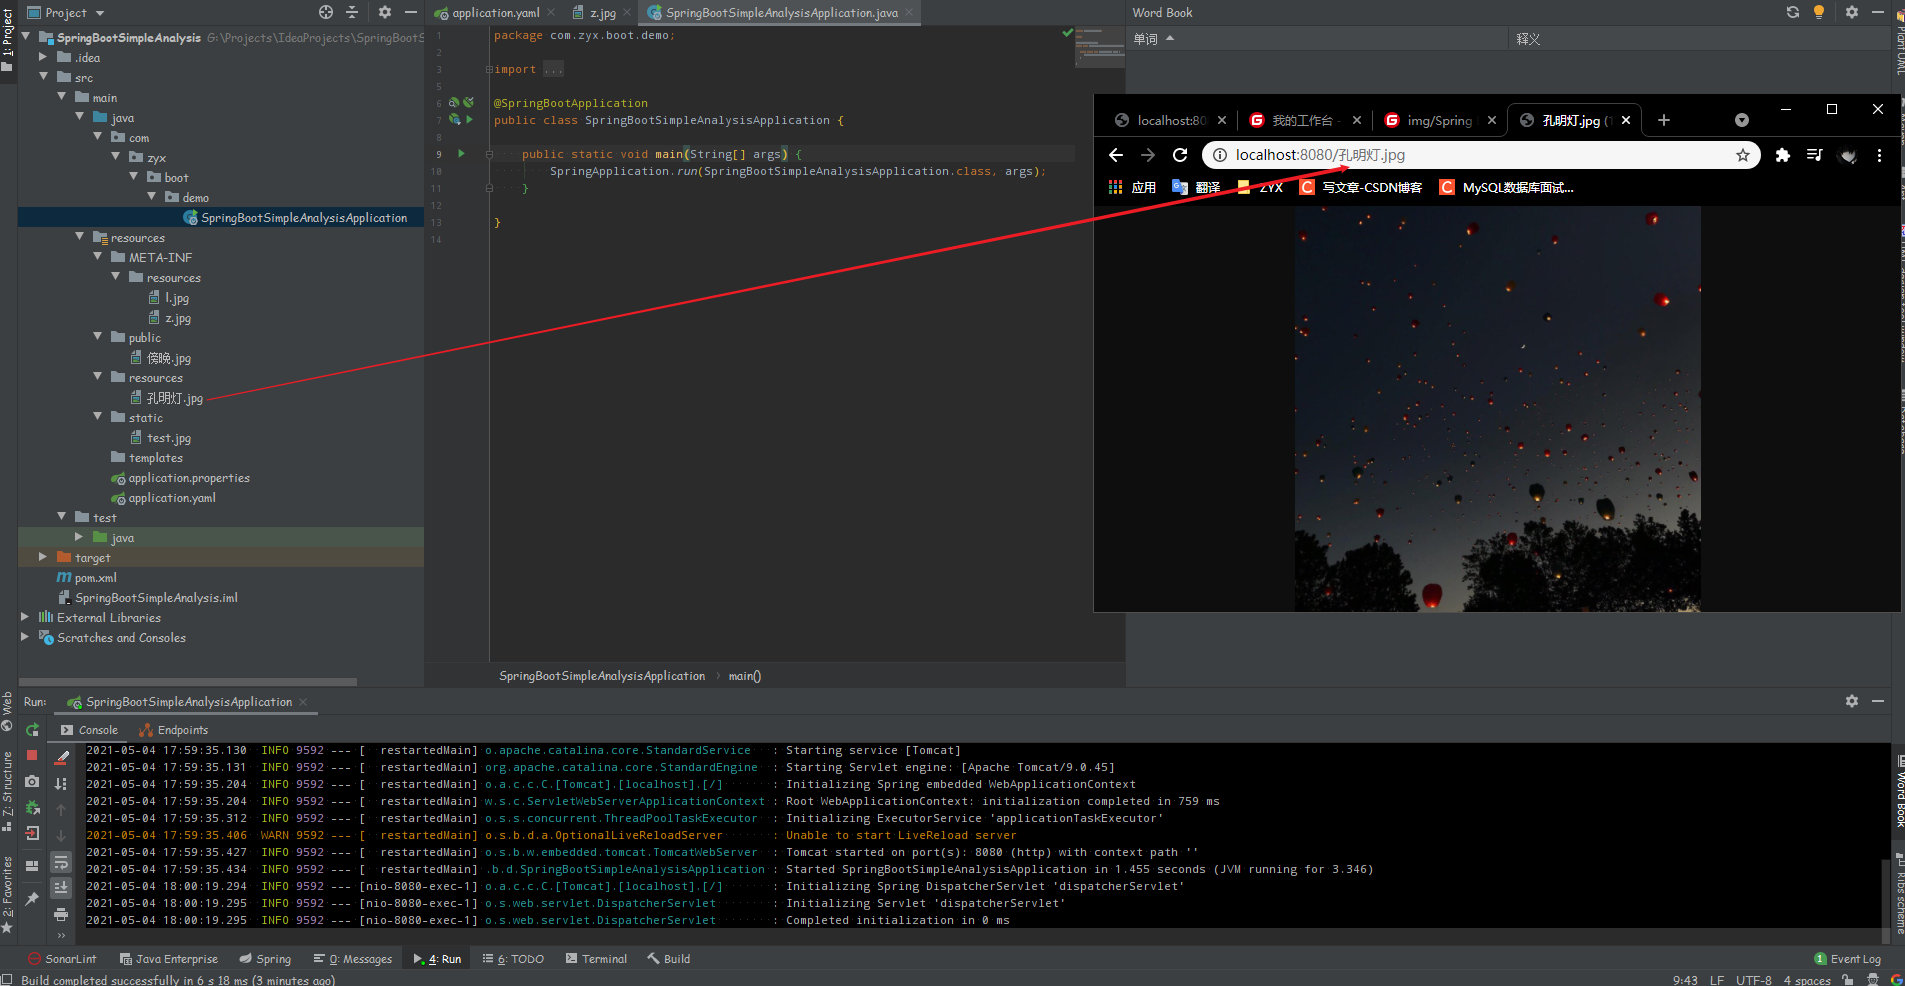 Project
application.yaml
z.jpg
SpringBootSimpleAnalysisApplication.java
Word Book
1: Project
SpringBootSimpleAnalysis G:\Projects\IdeaProjects\SpringBootS
.idea
src
main
java
com
zyx
boot
demo
SpringBootSimpleAnalysisApplication
resources
META-INF
resources
l.jpg
z.jpg
public
傍晚.jpg
resources
孔明灯.jpg
static
test.jpg
templates
application.properties
application.yaml
test
java
target
pom.xml
SpringBootSimpleAnalysis.iml
External Libraries
Scratches and Consoles
1 package com.zyx.boot.demo;
2
3 import ...
5
6 @SpringBootApplication
7 public class SpringBootSimpleAnalysisApplication {
8
9 public static void main(String[] args) {
10 SpringApplication.run(SpringBootSimpleAnalysisApplication.class, args);
11 }
12
13 }
14
SpringBootSimpleAnalysisApplication › main()
单词
释义
PlantUML
localhost:80
我的工作台 -
img/Spring
孔明灯.jpg (1
localhost:8080/孔明灯.jpg
应用
翻译
ZYX
写文章-CSDN博客
MySQL数据库面试...
Run: SpringBootSimpleAnalysisApplication
Console
Endpoints
2021-05-04 17:59:35.130 INFO 9592 --- [ restartedMain] o.apache.catalina.core.StandardService : Starting service [Tomcat]
2021-05-04 17:59:35.131 INFO 9592 --- [ restartedMain] org.apache.catalina.core.StandardEngine : Starting Servlet engine: [Apache Tomcat/9.0.45]
2021-05-04 17:59:35.204 INFO 9592 --- [ restartedMain] o.a.c.c.C.[Tomcat].[localhost].[/] : Initializing Spring embedded WebApplicationContext
2021-05-04 17:59:35.204 INFO 9592 --- [ restartedMain] w.s.c.ServletWebServerApplicationContext : Root WebApplicationContext: initialization completed in 759 ms
2021-05-04 17:59:35.312 INFO 9592 --- [ restartedMain] o.s.s.concurrent.ThreadPoolTaskExecutor : Initializing ExecutorService 'applicationTaskExecutor'
2021-05-04 17:59:35.406 WARN 9592 --- [ restartedMain] o.s.b.d.a.OptionalLiveReloadServer : Unable to start LiveReload server
2021-05-04 17:59:35.427 INFO 9592 --- [ restartedMain] o.s.b.w.embedded.tomcat.TomcatWebServer : Tomcat started on port(s): 8080 (http) with context path ''
2021-05-04 17:59:35.434 INFO 9592 --- [ restartedMain] .b.d.SpringBootSimpleAnalysisApplication : Started SpringBootSimpleAnalysisApplication in 1.455 seconds (JVM running for 3.346)
2021-05-04 18:00:19.294 INFO 9592 --- [nio-8080-exec-1] o.a.c.c.C.[Tomcat].[localhost].[/] : Initializing Spring DispatcherServlet 'dispatcherServlet'
2021-05-04 18:00:19.295 INFO 9592 --- [nio-8080-exec-1] o.s.web.servlet.DispatcherServlet : Initializing Servlet 'dispatcherServlet'
2021-05-04 18:00:19.295 INFO 9592 --- [nio-8080-exec-1] o.s.web.servlet.DispatcherServlet : Completed initialization in 0 ms
Web
Z: Structure
2: Favorites
Word Book
Ribs scheme
SonarLint
Java Enterprise
Spring
0: Messages
4: Run
6: TODO
Terminal
Build
1 Event Log
Build completed successfully in 6 s 18 ms (3 minutes ago)
9:43 LF UTF-8 4 spaces